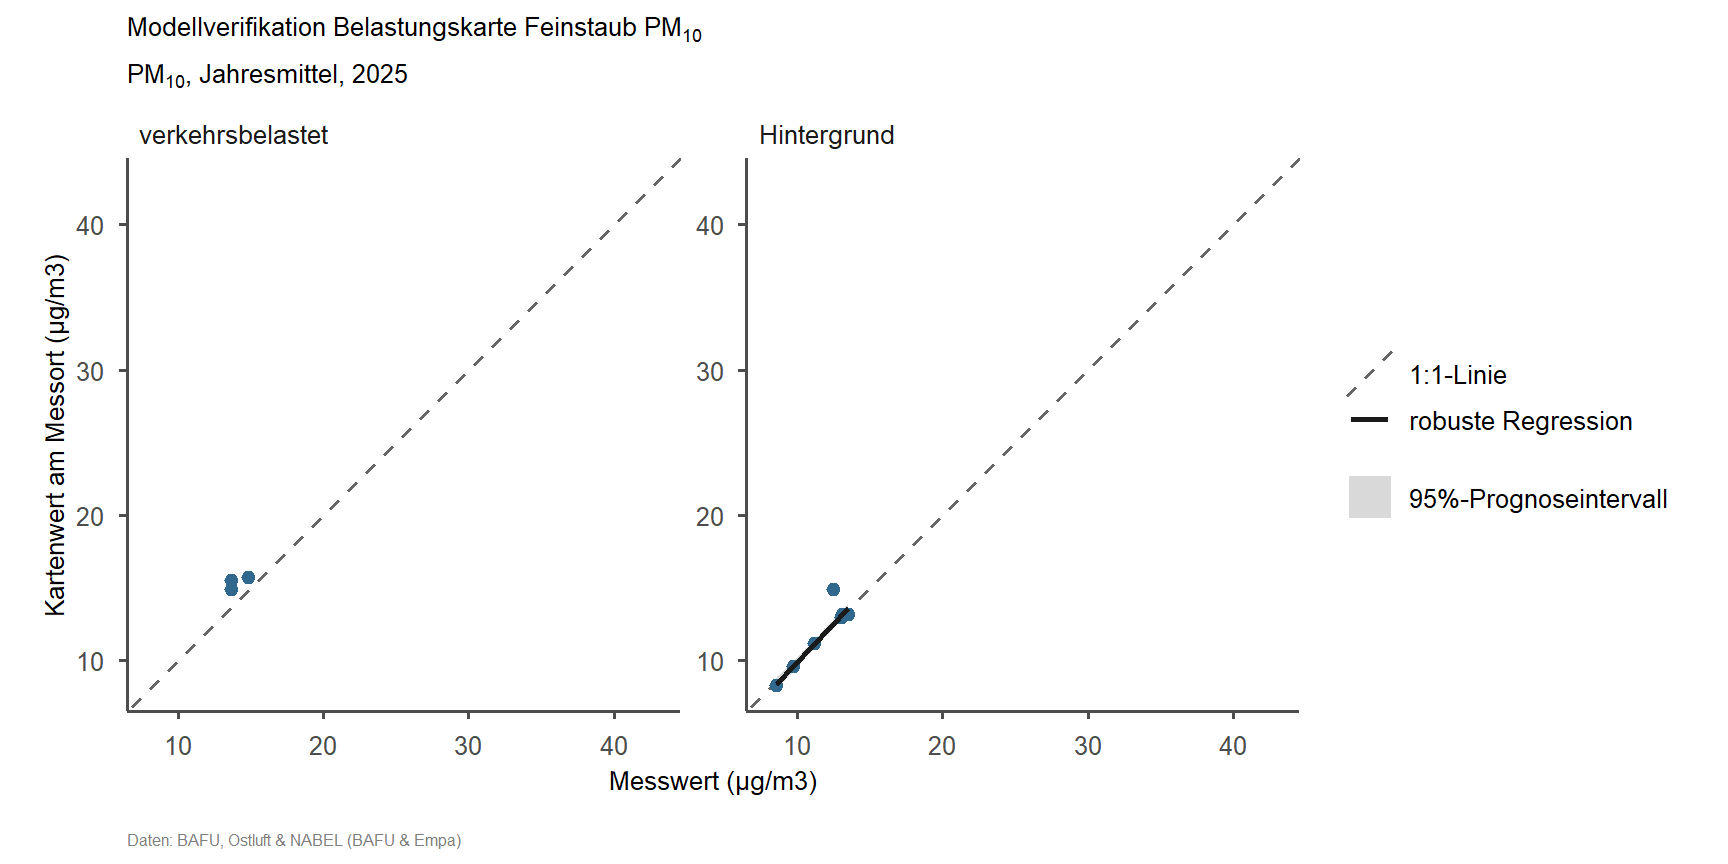 Modellverifikation Belastungskarte Feinstaub PM10
PM10, Jahresmittel, 2025
verkehrsbelastet
Hintergrund
Kartenwert am Messort (µg/m3)
40
30
20
10
10 20 30 40
40
30
20
10
10 20 30 40
Messwert (µg/m3)
1:1-Linie
robuste Regression
95%-Prognoseintervall
Daten: BAFU, Ostluft & NABEL (BAFU & Empa)